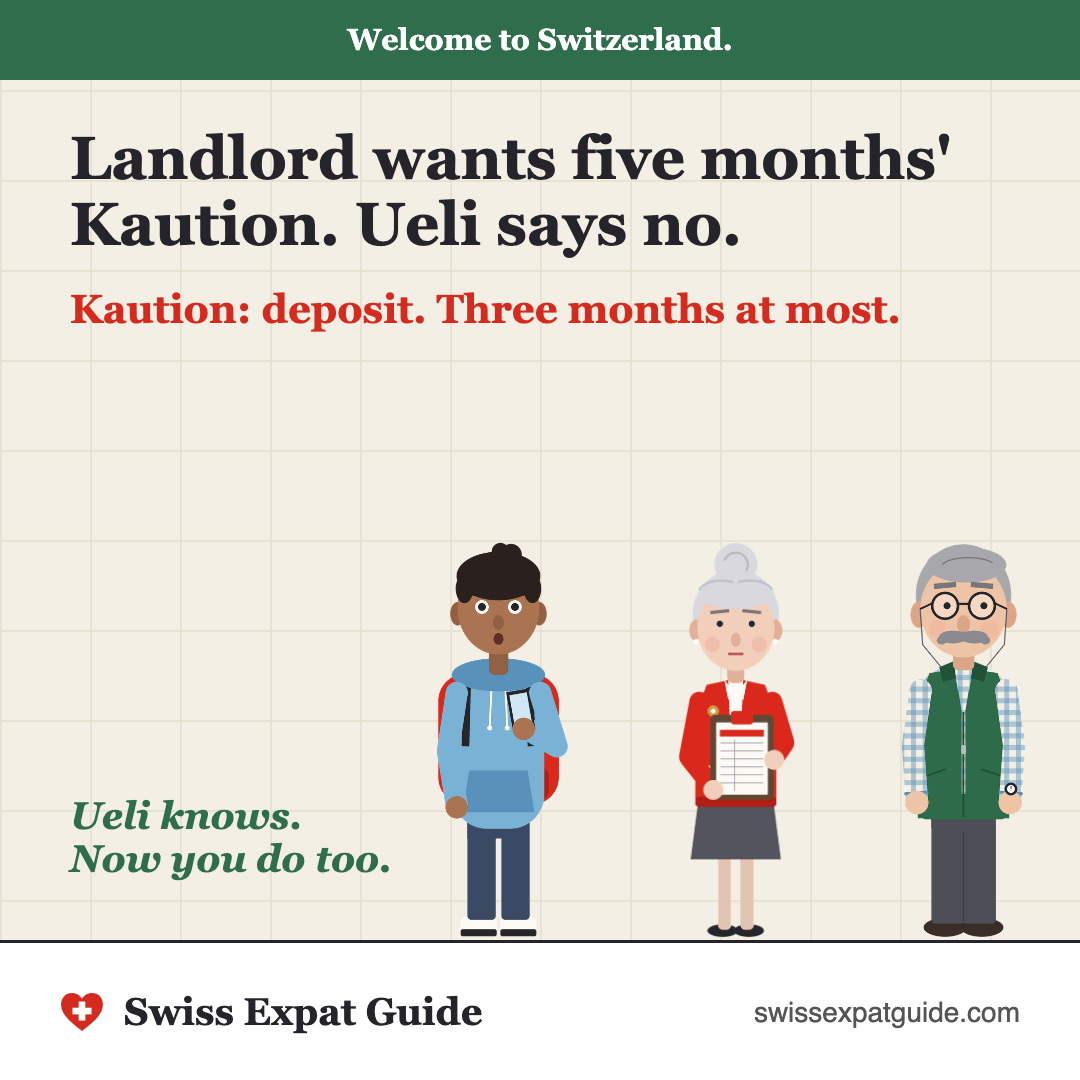 Welcome to Switzerland.
Landlord wants five months'
Kaution. Ueli says no.
Kaution: deposit. Three months at most.
Ueli knows.
Now you do too.
Swiss Expat Guide
swissexpatguide.com